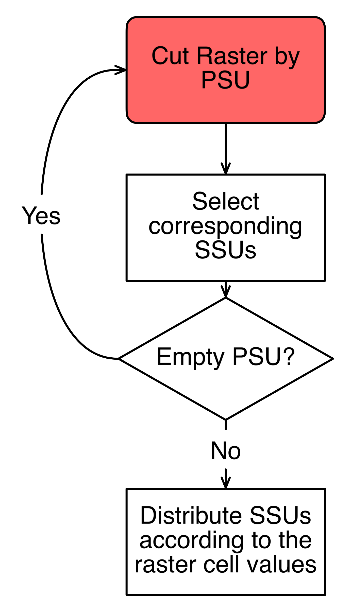 Cut Raster by
PSU
Select
corresponding
SSUs
Yes
Empty PSU?
No
Distribute SSUs
according to the
raster cell values